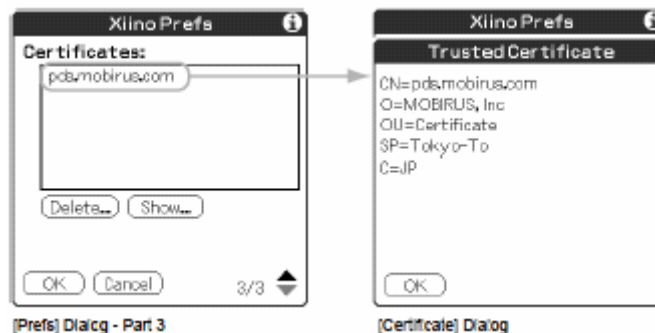 Xiino Prefs
Certificates:
pds.mobirus.com
Delete... Show...
OK Cancel 3/3
[Prefs] Dialog - Part 3
Xiino Prefs
Trusted Certificate
CN=pds.mobirus.com
O=MOBIRUS, Inc
OU=Certificate
SP=Tokyo-To
C=JP
OK
[Certificate] Dialog